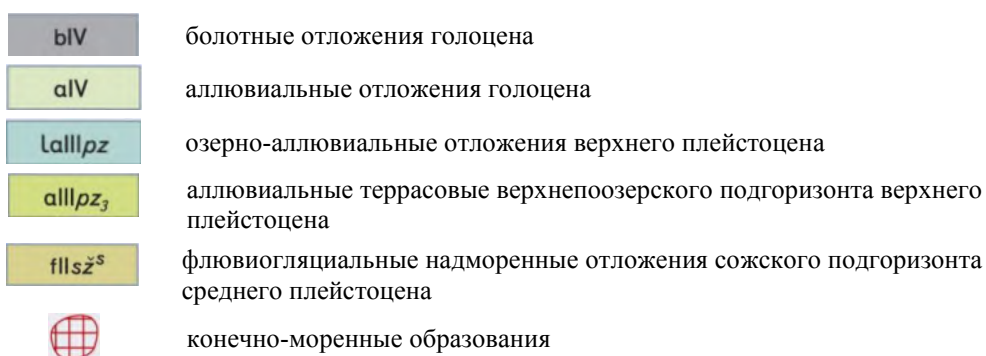 bIV болотные отложения голоцена
aIV аллювиальные отложения голоцена
LaIIIpz озерно-аллювиальные отложения верхнего плейстоцена
aIIIpz₃ аллювиальные террасовые верхнепоозерского подгоризонта верхнего
плейстоцена
fIIsžˢ флювиогляциальные надморенные отложения сожского подгоризонта
среднего плейстоцена
конечно-моренные образования